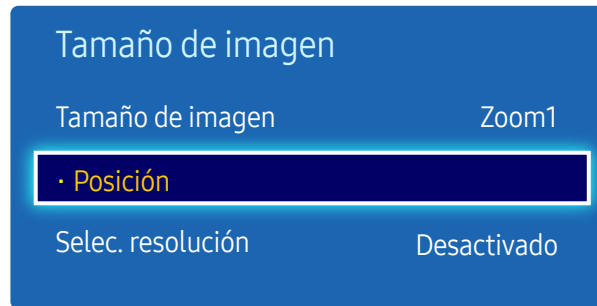 Tamaño de imagen
Tamaño de imagen Zoom1
· Posición
Selec. resolución Desactivado